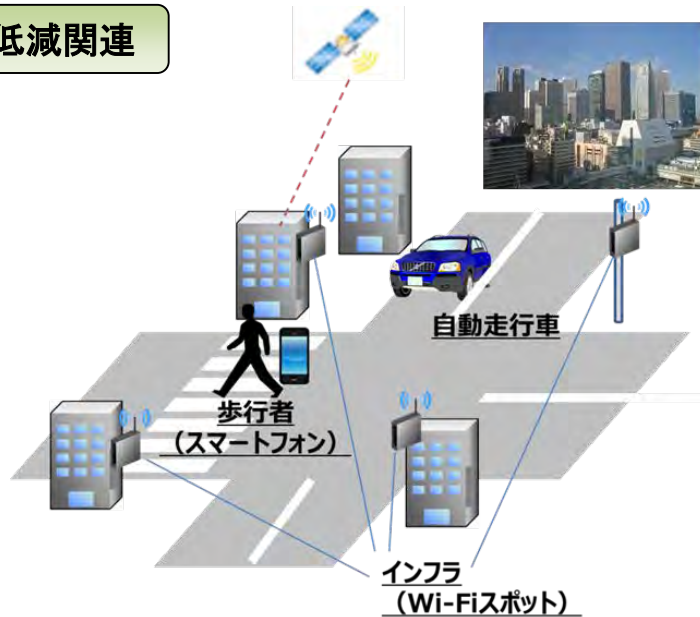 低減関連
自動走行車
歩行者
（スマートフォン）
インフラ
（Wi-Fiスポット）